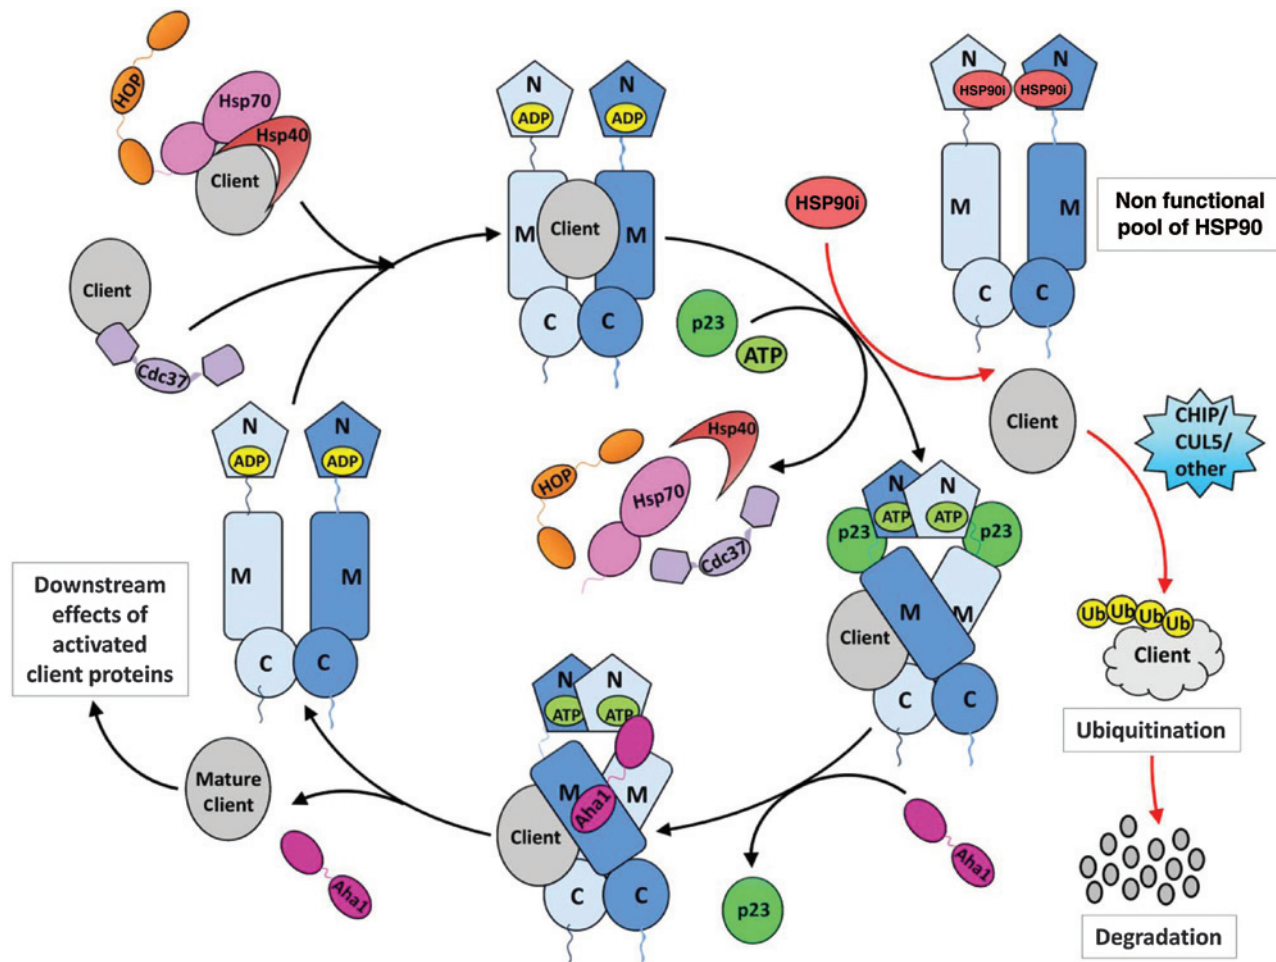 HOP
Hsp70
Hsp40
Client
Client
Cdc37
N
N
ADP
ADP
M
Client
M
C
C
HSP90i
p23
ATP
N
N
HSP90i
HSP90i
M
M
C
C
Non functional
pool of HSP90
Client
CHIP/
CUL5/
other
Ub
Ub
Ub
Ub
Client
Ubiquitination
Degradation
HOP
Hsp70
Hsp40
Cdc37
N
N
ATP
ATP
p23
p23
M
M
Client
C
C
Aha1
p23
N
N
ATP
ATP
M
M
Aha1
Client
C
C
N
N
ADP
ADP
M
M
C
C
Mature
Client
Aha1
Downstream
effects of
activated
client proteins